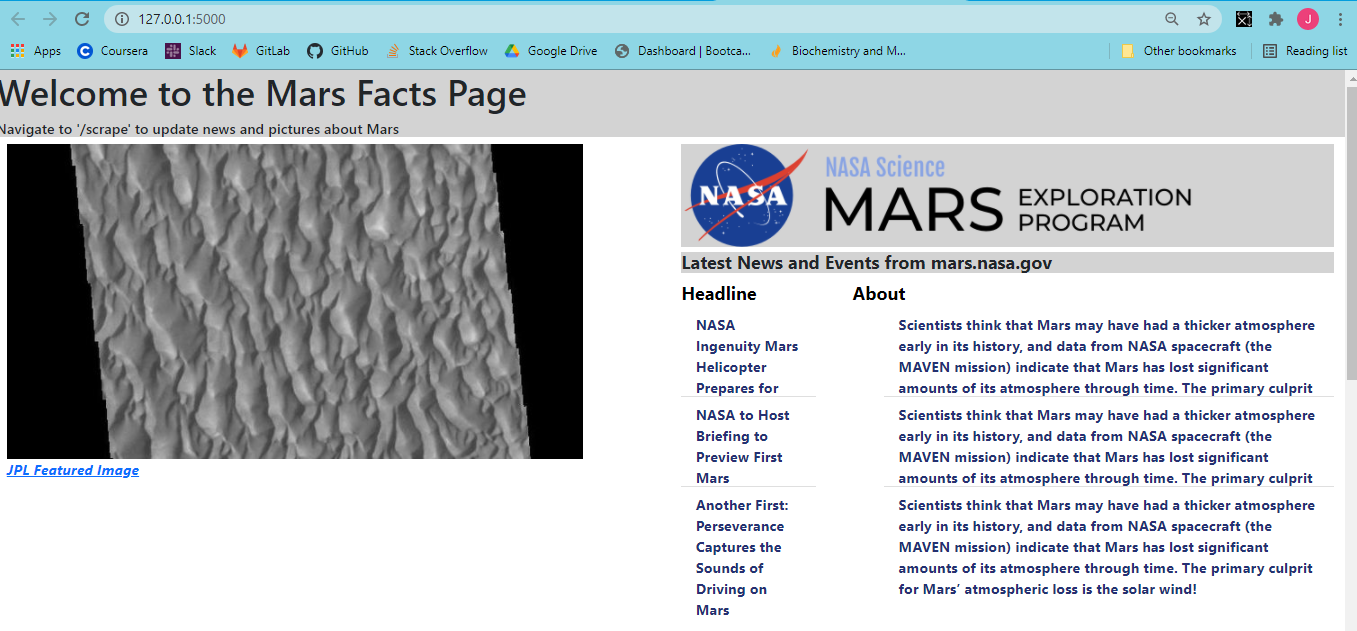 127.0.0.1:5000
J
Apps
Coursera
Slack
GitLab
GitHub
Stack Overflow
Google Drive
Dashboard | Bootca...
Biochemistry and M...
Other bookmarks
Reading list
Welcome to the Mars Facts Page
Navigate to '/scrape' to update news and pictures about Mars
JPL Featured Image
NASA
NASA Science
MARS
EXPLORATION
PROGRAM
Latest News and Events from mars.nasa.gov
Headline
About
NASA
Ingenuity Mars
Helicopter
Prepares for
Scientists think that Mars may have had a thicker atmosphere
early in its history, and data from NASA spacecraft (the
MAVEN mission) indicate that Mars has lost significant
amounts of its atmosphere through time. The primary culprit
NASA to Host
Briefing to
Preview First
Mars
Scientists think that Mars may have had a thicker atmosphere
early in its history, and data from NASA spacecraft (the
MAVEN mission) indicate that Mars has lost significant
amounts of its atmosphere through time. The primary culprit
Another First:
Perseverance
Captures the
Sounds of
Driving on
Mars
Scientists think that Mars may have had a thicker atmosphere
early in its history, and data from NASA spacecraft (the
MAVEN mission) indicate that Mars has lost significant
amounts of its atmosphere through time. The primary culprit
for Mars’ atmospheric loss is the solar wind!